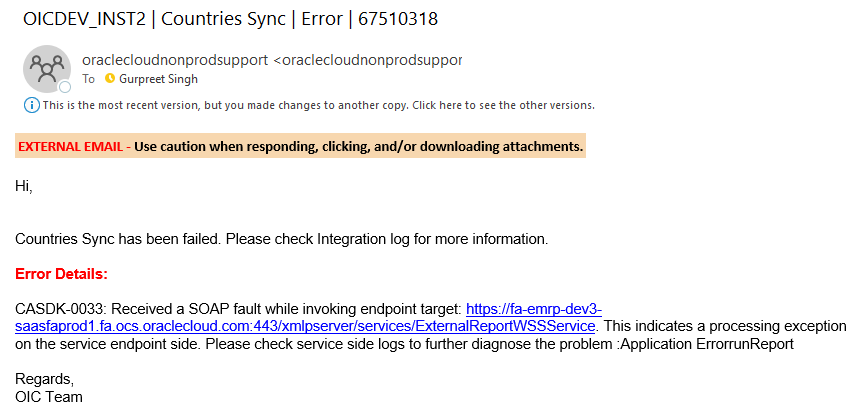 OICDEV_INST2 | Countries Sync | Error | 67510318
oraclecloudnonprodsupport <oraclecloudnonprodsuppor
To Gurpreet Singh
This is the most recent version, but you made changes to another copy. Click here to see the other versions.
EXTERNAL EMAIL - Use caution when responding, clicking, and/or downloading attachments.
Hi,
Countries Sync has been failed. Please check Integration log for more information.
Error Details:
CASDK-0033: Received a SOAP fault while invoking endpoint target: https://fa-emrp-dev3-
saasfaprod1.fa.ocs.oraclecloud.com:443/xmlpserver/services/ExternalReportWSSService. This indicates a processing exception
on the service endpoint side. Please check service side logs to further diagnose the problem :Application ErrorrunReport
Regards,
OIC Team